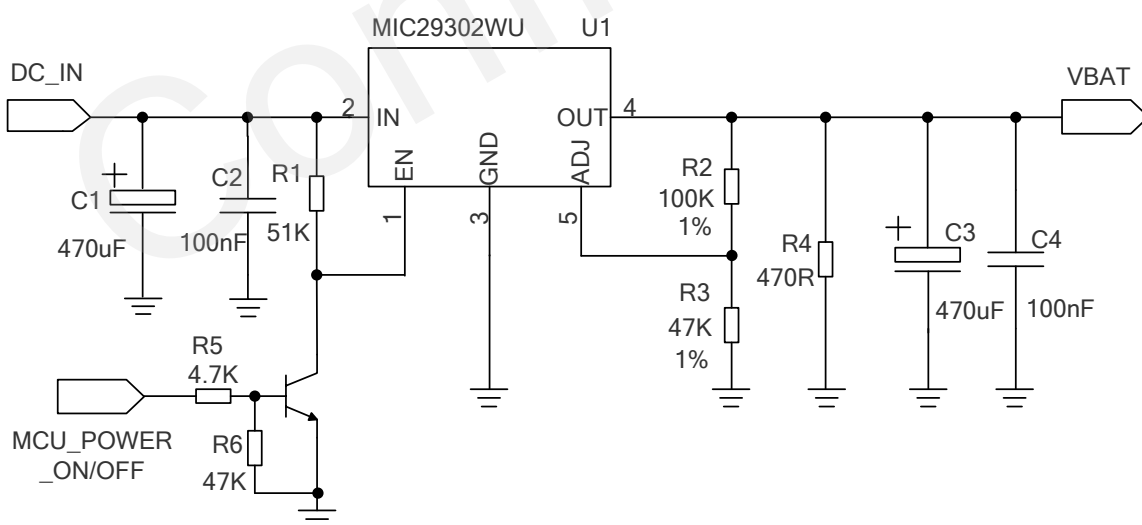 MIC29302WU
U1
DC_IN
VBAT
2
IN
OUT
4
EN
GND
ADJ
1
3
5
C1
470uF
C2
100nF
R1
51K
R2
100K
1%
R3
47K
1%
R4
470R
C3
470uF
C4
100nF
R5
4.7K
MCU_POWER
_ON/OFF
R6
47K